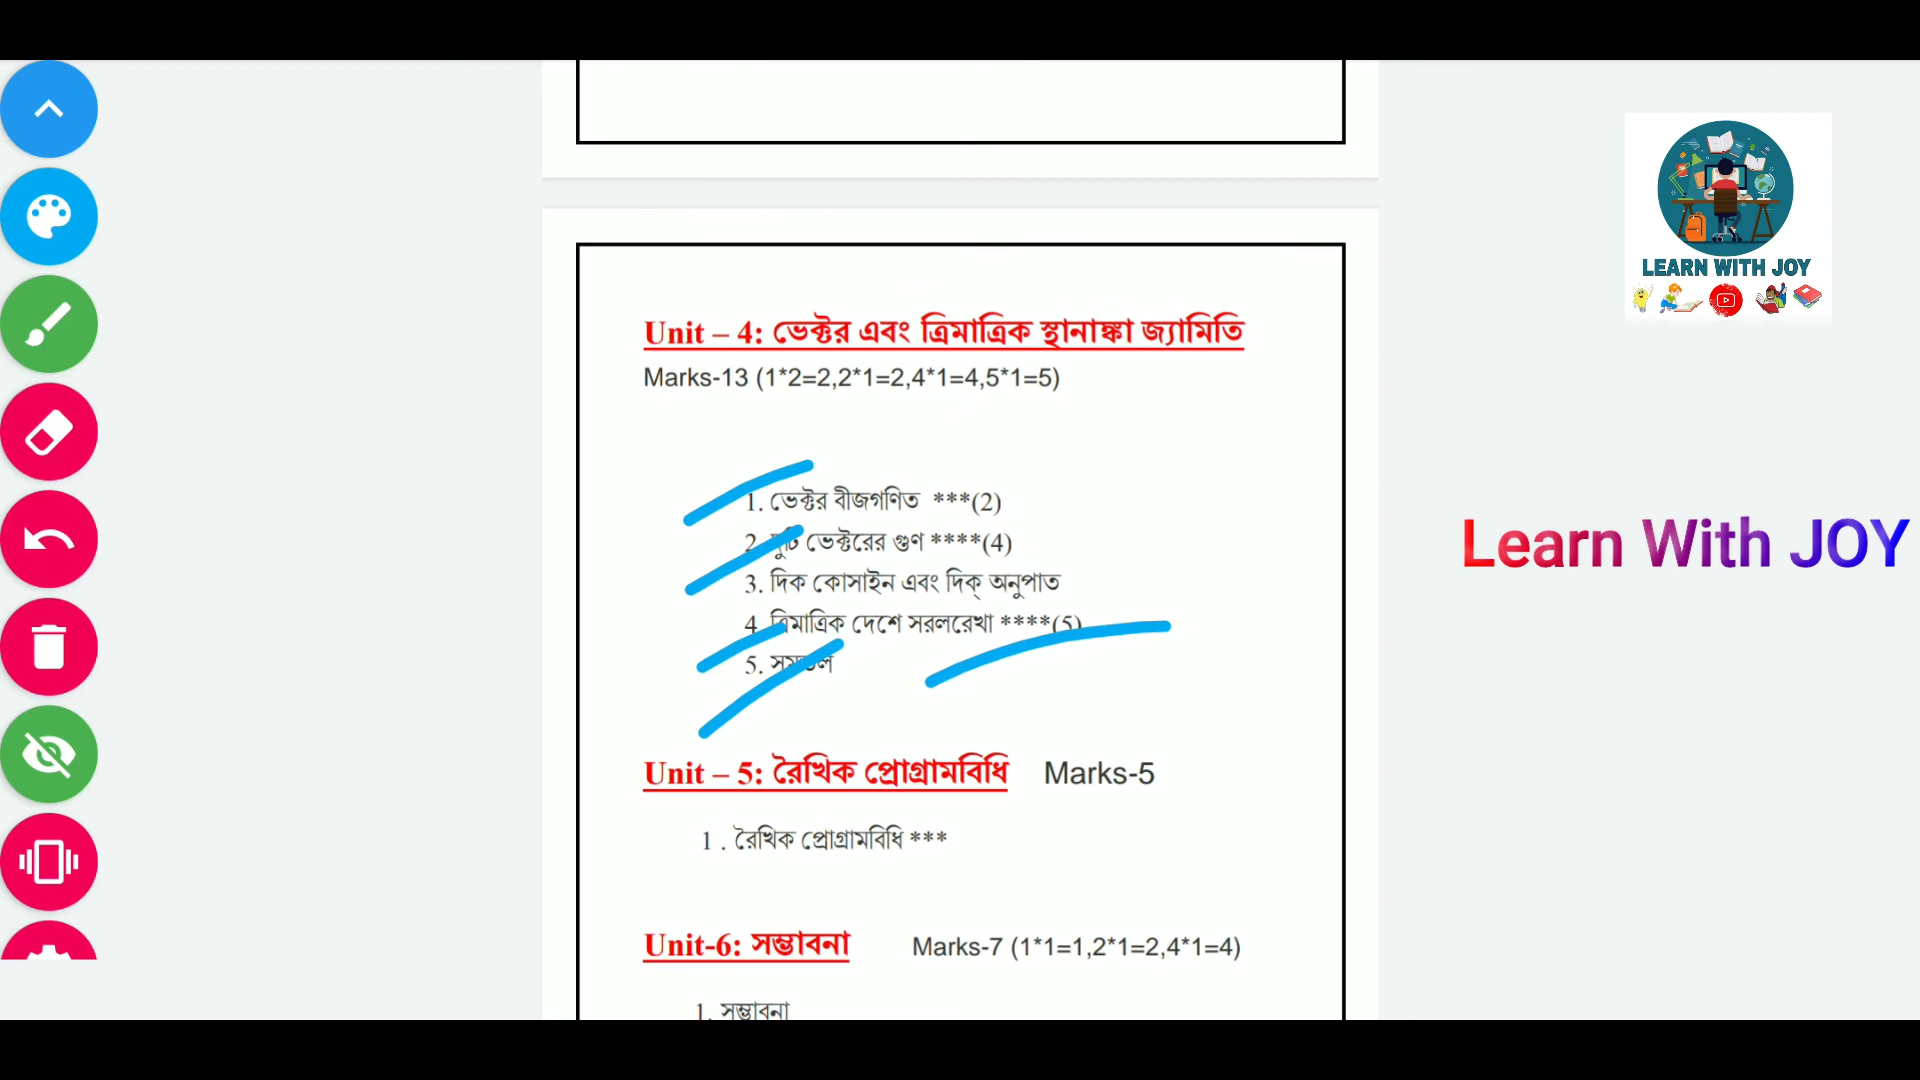 LEARN WITH JOY
Unit – 4: ভেক্টর এবং ত্রিমাত্রিক স্থানাঙ্কা জ্যামিতি
Marks-13 (1*2=2,2*1=2,4*1=4,5*1=5)
1. ভেক্টর বীজগণিত ***(2)
2. দুটি ভেক্টরের গুণ ****(4)
3. দিক কোসাইন এবং দিক্ অনুপাত
4. ত্রিমাত্রিক দেশে সরলরেখা ****(5)
5. সমতল
Learn With JOY
Unit – 5: রৈখিক প্রোগ্রামবিধি Marks-5
1 . রৈখিক প্রোগ্রামবিধি ***
Unit-6: সম্ভাবনা Marks-7 (1*1=1,2*1=2,4*1=4)
1. সম্ভাবনা